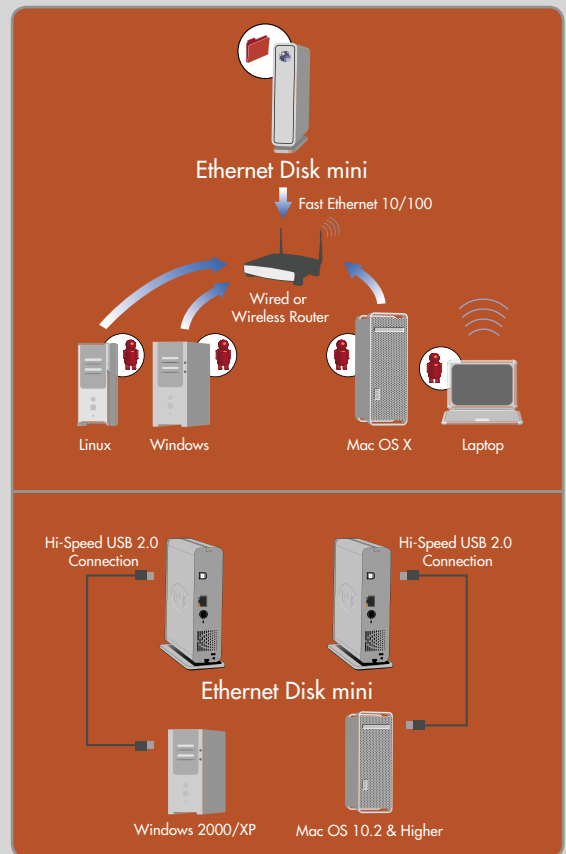 Ethernet Disk mini
Fast Ethernet 10/100
Wired or
Wireless Router
Linux
Windows
Mac OS X
Laptop
Hi-Speed USB 2.0
Connection
Hi-Speed USB 2.0
Connection
Ethernet Disk mini
Windows 2000/XP
Mac OS 10.2 & Higher